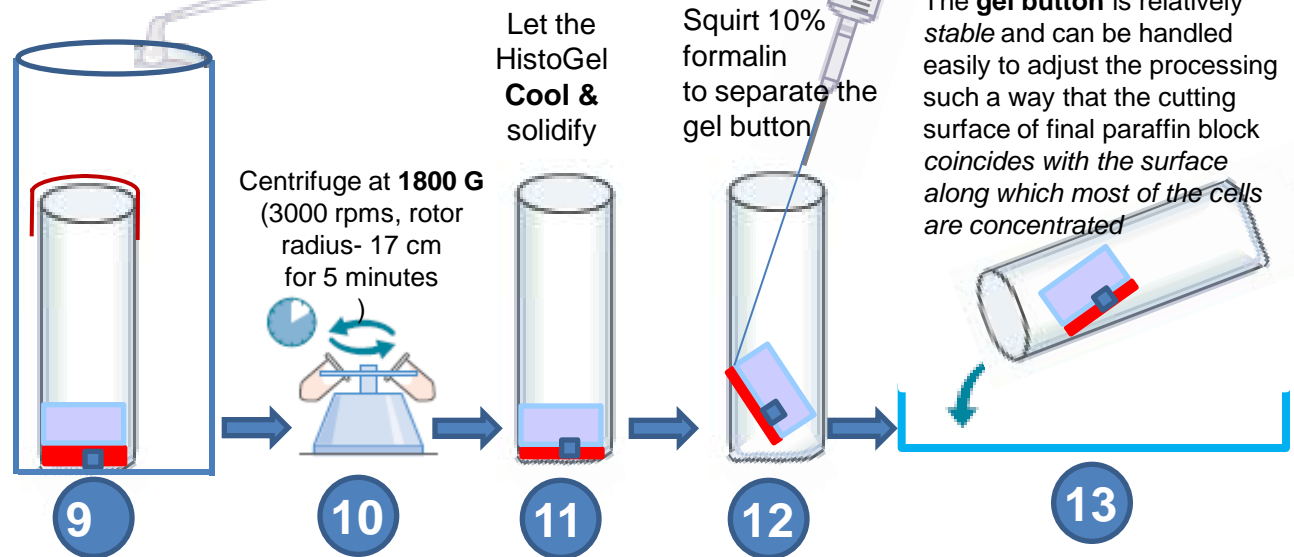 Let the
HistoGel
Cool &
solidify
Squirt 10%
formalin
to separate the
gel button
The gel button is relatively
stable and can be handled
easily to adjust the processing
such a way that the cutting
surface of final paraffin block
coincides with the surface
along which most of the cells
are concentrated
Centrifuge at 1800 G
(3000 rpms, rotor
radius- 17 cm
for 5 minutes
)
9
10
11
12
13